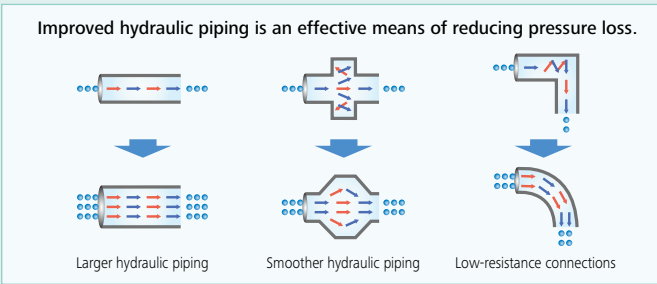 Improved hydraulic piping is an effective means of reducing pressure loss.
Larger hydraulic piping
Smoother hydraulic piping
Low-resistance connections